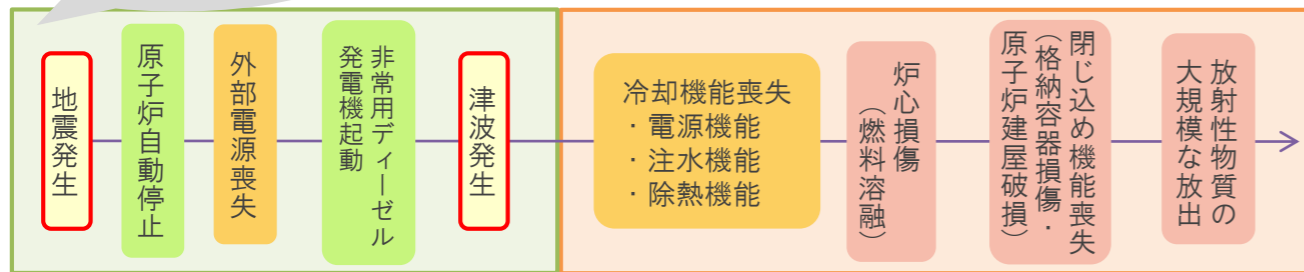 地震発生
原子炉自動停止
外部電源喪失
非常用ディーゼル
発電機起動
津波発生
冷却機能喪失
・電源機能
・注水機能
・除熱機能
炉心損傷
（燃料溶融）
閉じ込め機能喪失
（格納容器損傷・
原子炉建屋破損）
放射性物質の
大規模な放出